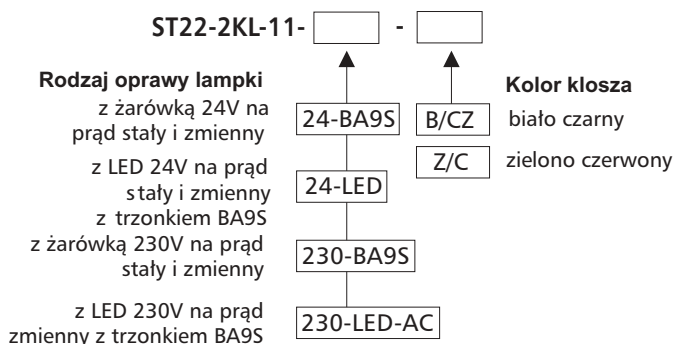 ST22-2KL-11- -
Rodzaj oprawy lampki
Kolor klosza
z żarówką 24V na
prąd stały i zmienny
24-BA9S
B/CZ
biało czarny
Z/C
zielono czerwony
z LED 24V na prąd
stały i zmienny
z trzonkiem BA9S
24-LED
z żarówką 230V na prąd
stały i zmienny
230-BA9S
z LED 230V na prąd
zmienny z trzonkiem BA9S
230-LED-AC